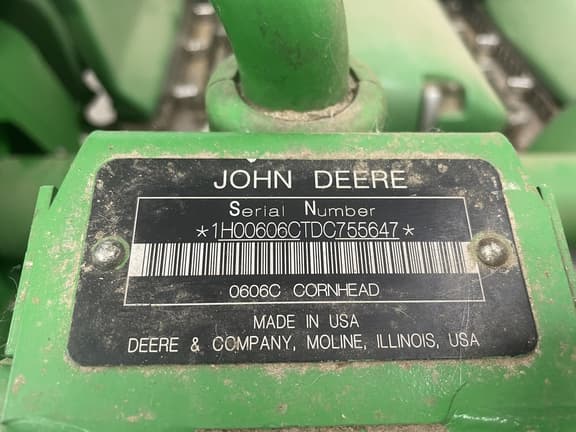 JOHN DEERE
Serial Number
*1H00606CTDC755647*
0606C CORNHEAD
MADE IN USA
DEERE & COMPANY, MOLINE, ILLINOIS, USA